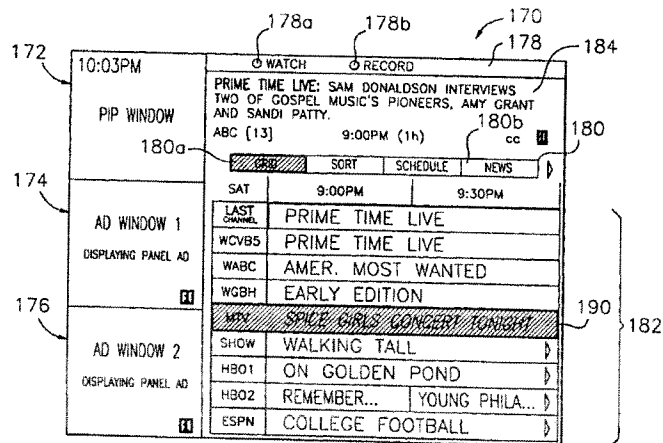 178a
178b
170
172
10:03PM
WATCH
RECORD
178
184
PRIME TIME LIVE: SAM DONALDSON INTERVIEWS
TWO OF GOSPEL MUSIC'S PIONEERS, AMY GRANT
AND SANDI PATTY.
PIP WINDOW
ABC [13]
9:00PM (1h)
180b
CC
180
180a
GRID
SORT
SCHEDULE
NEWS
174
SAT
9:00PM
9:30PM
AD WINDOW 1
DISPLAYING PANEL AD
LAST
CHANNEL
PRIME TIME LIVE
WCVB5
PRIME TIME LIVE
WABC
AMER. MOST WANTED
WGBH
EARLY EDITION
176
MTV
SPICE GIRLS CONCERT TONIGHT
190
182
AD WINDOW 2
DISPLAYING PANEL AD
SHOW
WALKING TALL
HBO1
ON GOLDEN POND
HBO2
REMEMBER...
YOUNG PHILA...
ESPN
COLLEGE FOOTBALL